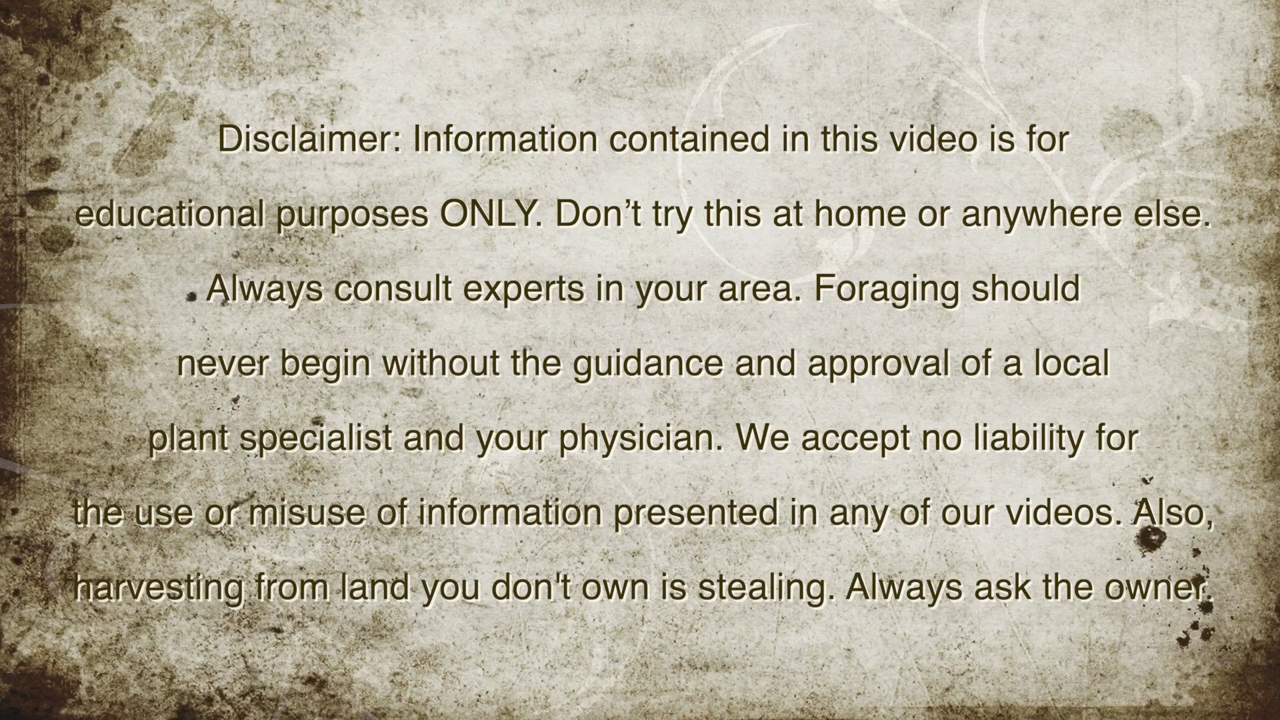 Disclaimer: Information contained in this video is for
educational purposes ONLY. Don’t try this at home or anywhere else.
Always consult experts in your area. Foraging should
never begin without the guidance and approval of a local
plant specialist and your physician. We accept no liability for
the use or misuse of information presented in any of our videos. Also,
harvesting from land you don't own is stealing. Always ask the owner.